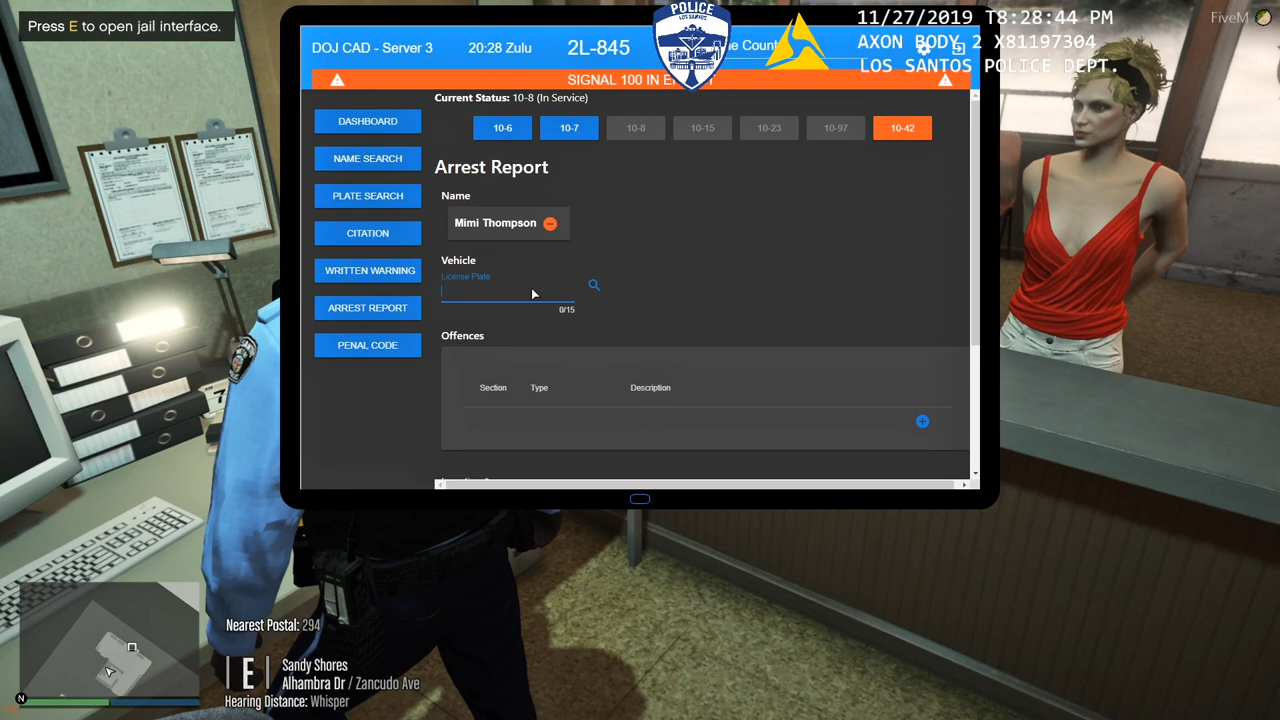 Press E to open jail interface.
DOJ CAD - Server 3
20:28 Zulu
2L-845
POLICE
LOS SANTOS
ne Count
11/27/2019 T8:28:44 PM
AXON BODY 2 X81197304
LOS SANTOS POLICE DEPT.
FiveM
SIGNAL 100 IN E
Current Status: 10-8 (In Service)
10-6
10-7
10-8
10-15
10-23
10-97
10-42
DASHBOARD
NAME SEARCH
PLATE SEARCH
CITATION
WRITTEN WARNING
ARREST REPORT
PENAL CODE
Arrest Report
Name
Mimi Thompson
Vehicle
License Plate
0/15
Offences
Section
Type
Description
Nearest Postal: 294
| E |
Sandy Shores
Alhambra Dr / Zancudo Ave
Hearing Distance: Whisper
N
7